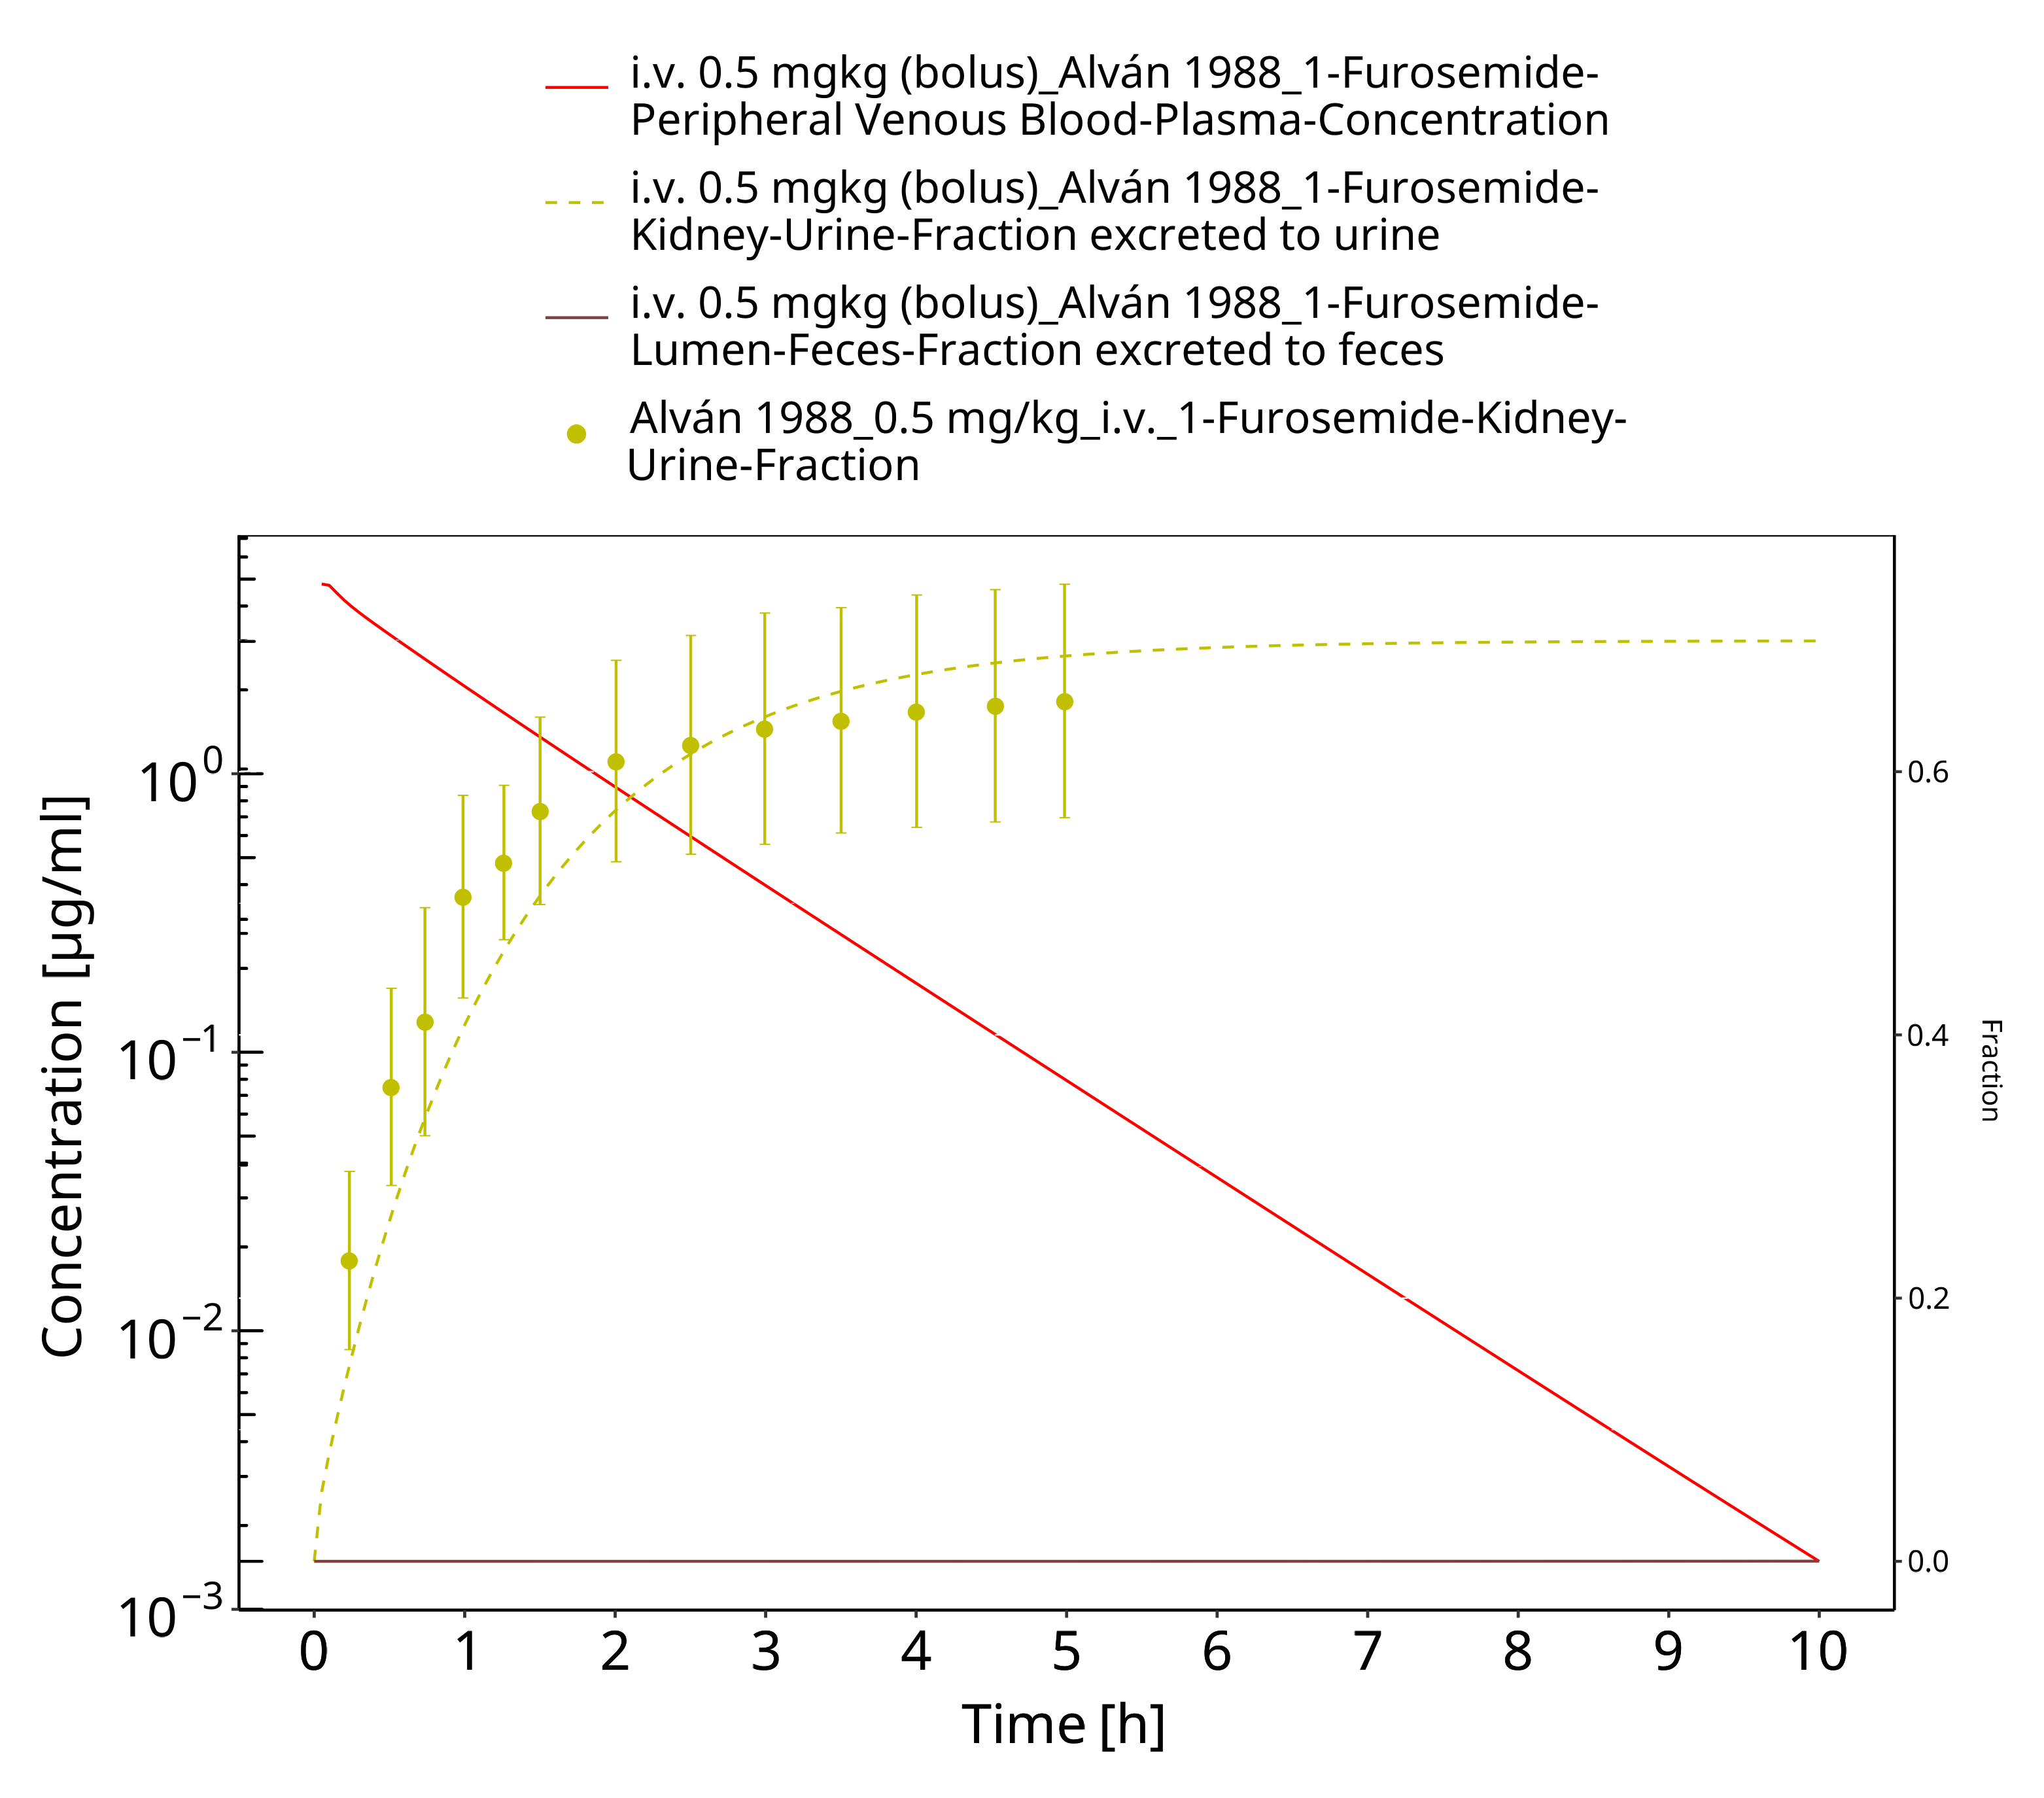 i.v. 0.5 mgkg (bolus)_Alván 1988_1-Furosemide-
Peripheral Venous Blood-Plasma-Concentration
i.v. 0.5 mgkg (bolus)_Alván 1988_1-Furosemide-
Kidney-Urine-Fraction excreted to urine
i.v. 0.5 mgkg (bolus)_Alván 1988_1-Furosemide-
Lumen-Feces-Fraction excreted to feces
Alván 1988_0.5 mg/kg_i.v._1-Furosemide-Kidney-
Urine-Fraction
Concentration [µg/ml]
10⁰
10⁻¹
10⁻²
10⁻³
0.6
0.4
0.2
0.0
Fraction
0 1 2 3 4 5 6 7 8 9 10
Time [h]